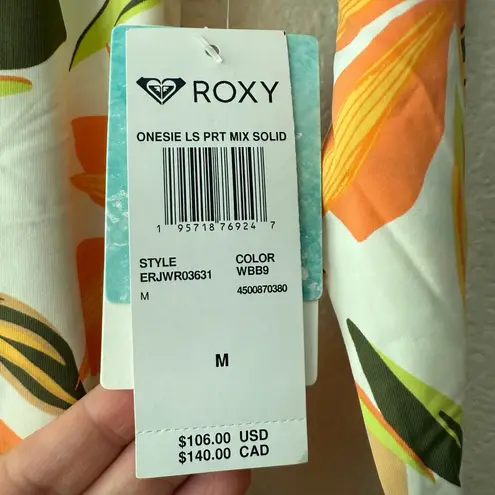 ROXY
ONESIE LS PRT MIX SOLID
1 95718 76924 7
STYLE COLOR
ERJWR03631 WBB9
M 4500870380
M
$106.00 USD
$140.00 CAD